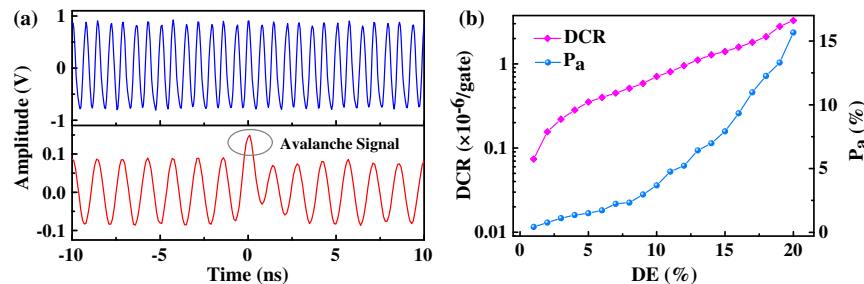 (a)
Amplitude (V)
1
0
-1
0.1
0.0
-0.1
Avalanche Signal
-10 -5 0 5 10
Time (ns)
(b)
DCR (×10⁻⁶/gate)
1
0.1
0.01
DCR
Pa
15
10
5
0
Pa (%)
0 5 10 15 20
DE (%)